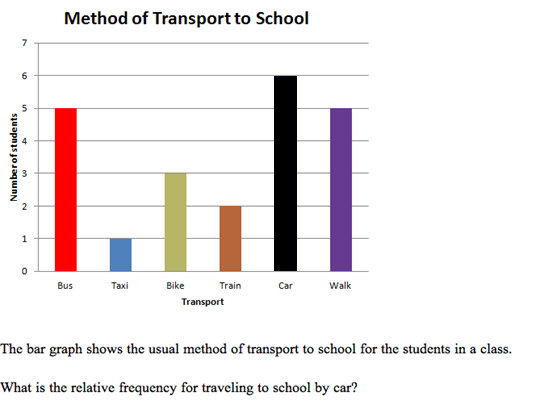 Method of Transport to School
7
6
5
4
3
2
1
0
Number of students
Bus Taxi Bike Train Car Walk
Transport
The bar graph shows the usual method of transport to school for the students in a class.
What is the relative frequency for traveling to school by car?